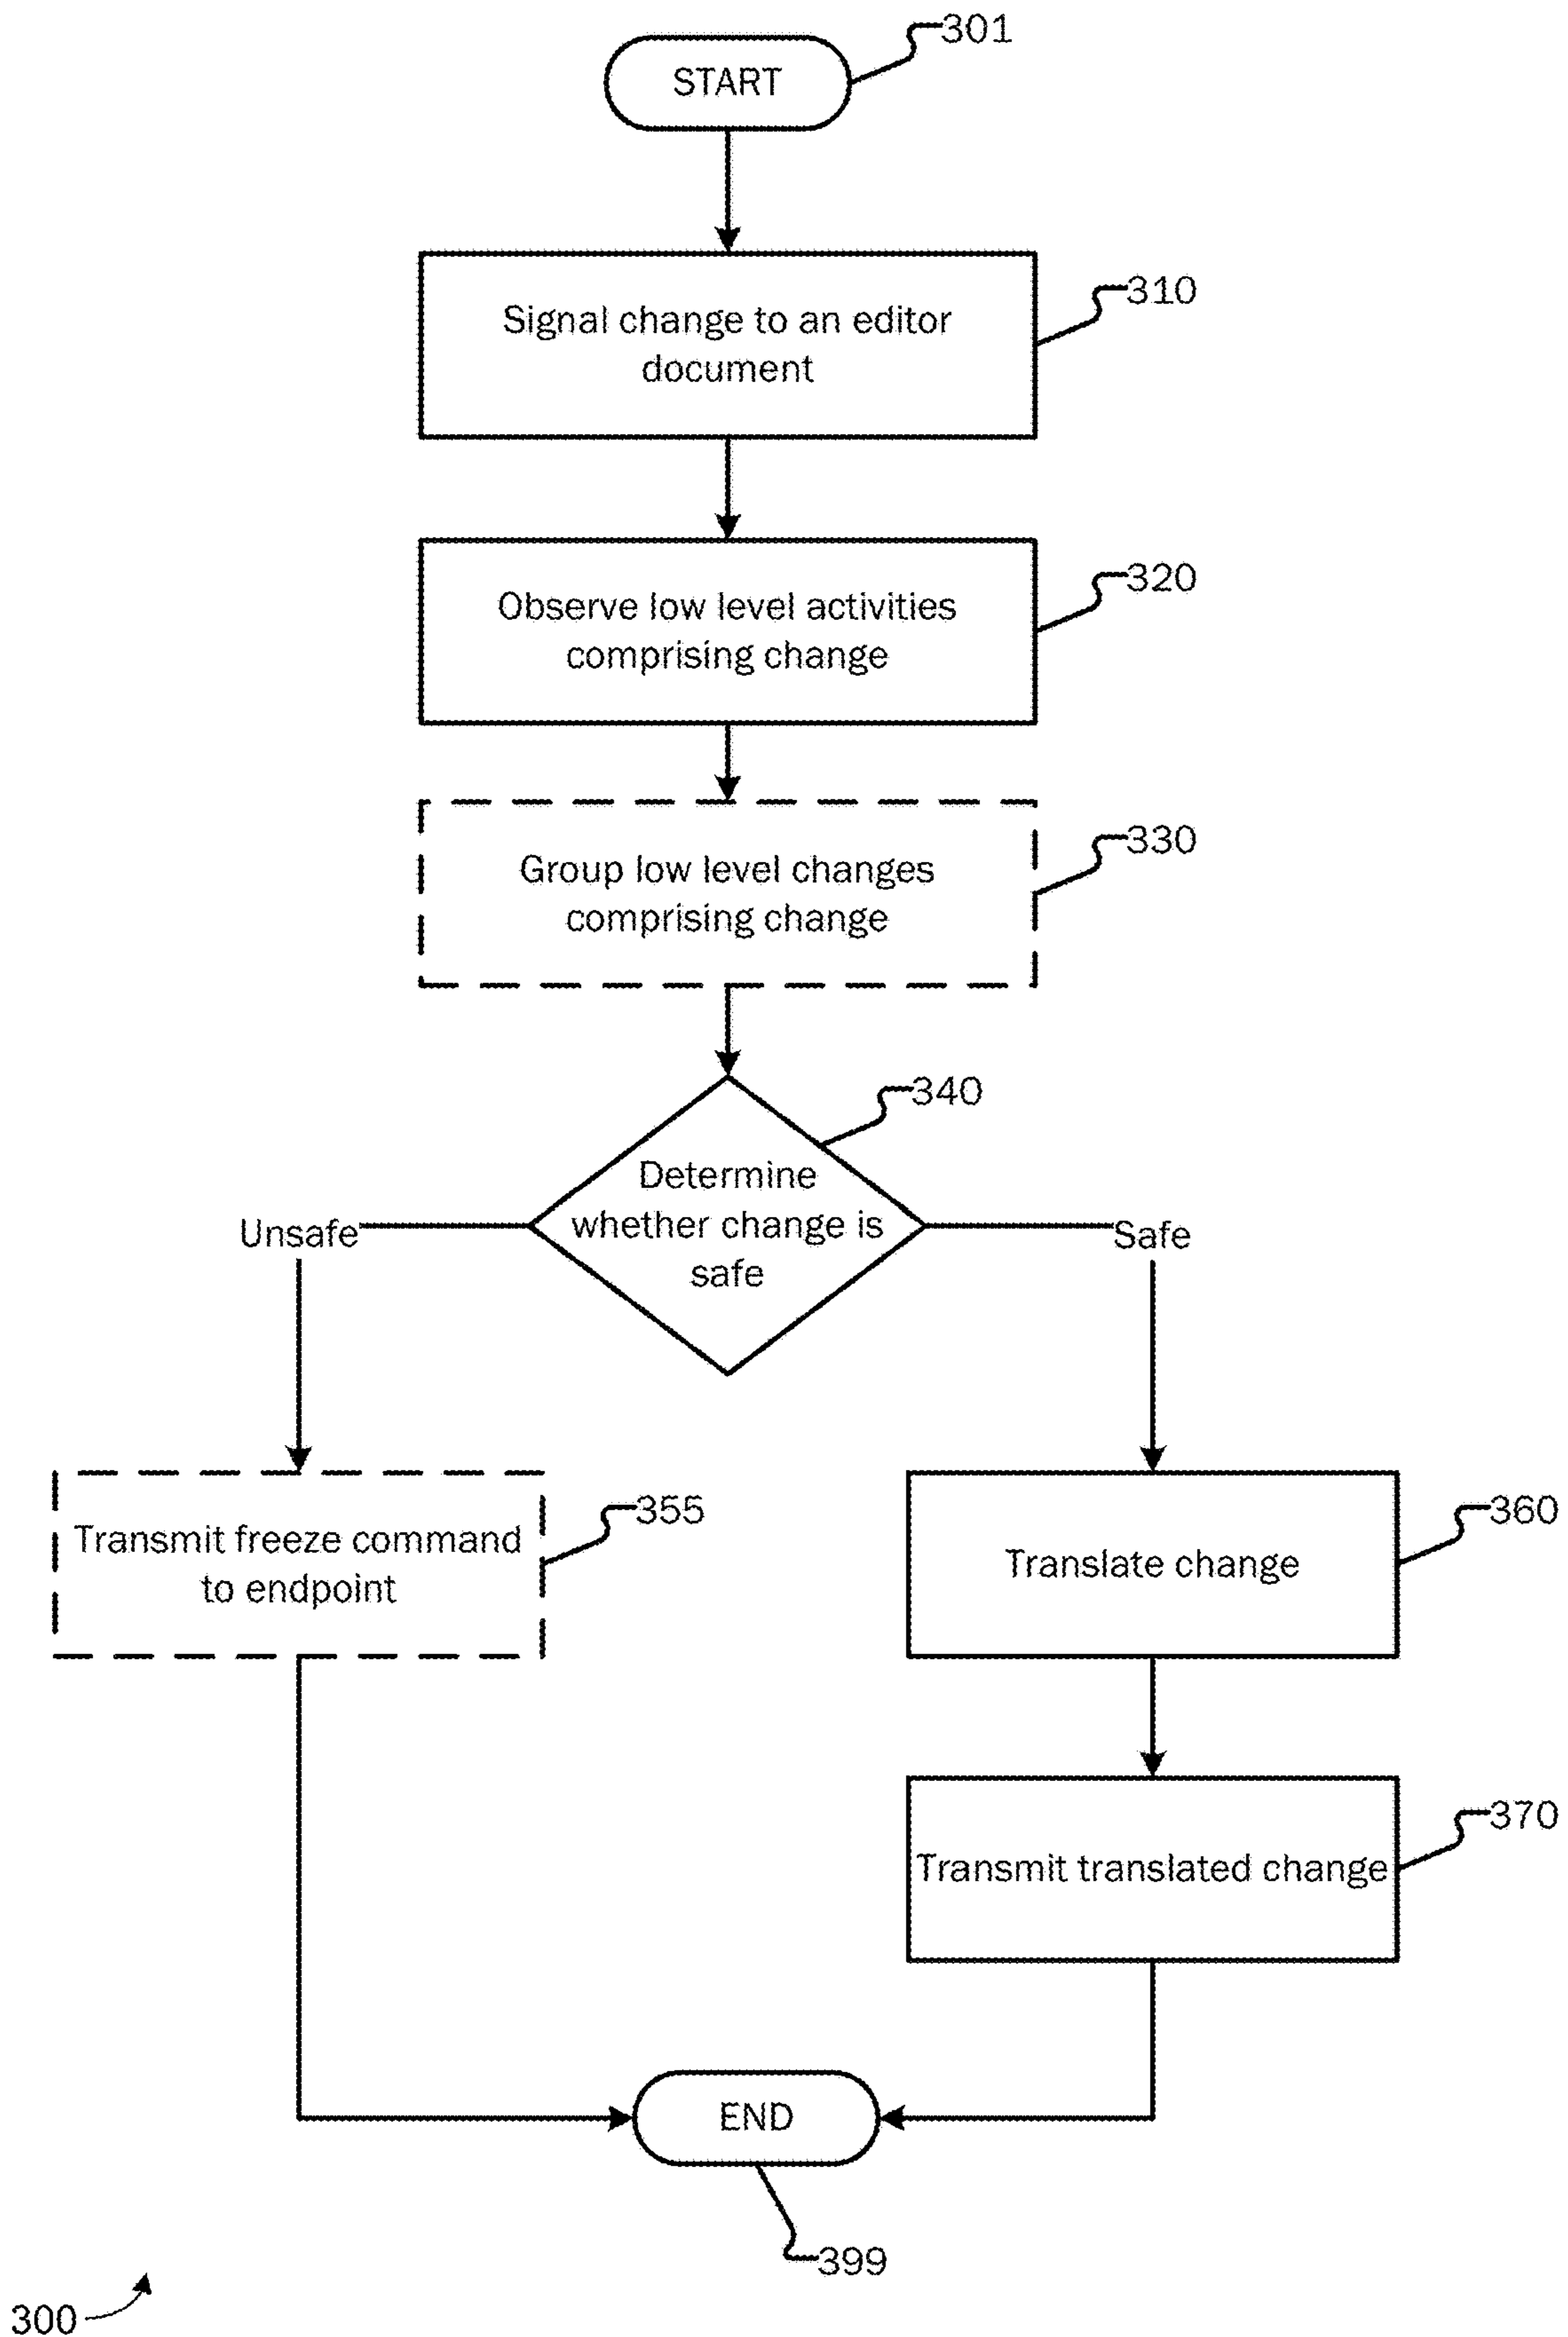 START
301
Signal change to an editor
document
310
Observe low level activities
comprising change
320
Group low level changes
comprising change
330
340
Determine
whether change is
safe
Unsafe
Safe
Transmit freeze command
to endpoint
355
Translate change
360
Transmit translated change
370
END
399
300